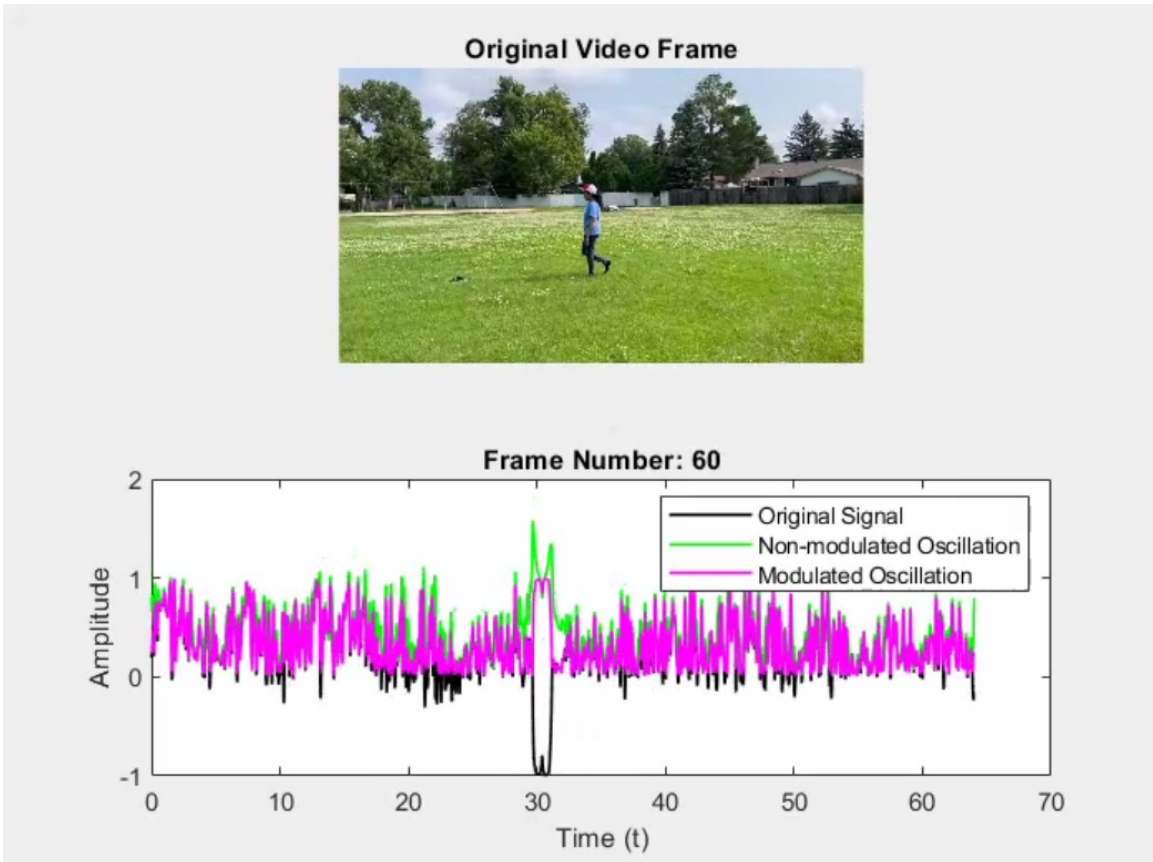 Original Video Frame
Frame Number: 60
2
1
0
-1
Amplitude
Original Signal
Non-modulated Oscillation
Modulated Oscillation
0 10 20 30 40 50 60 70
Time (t)